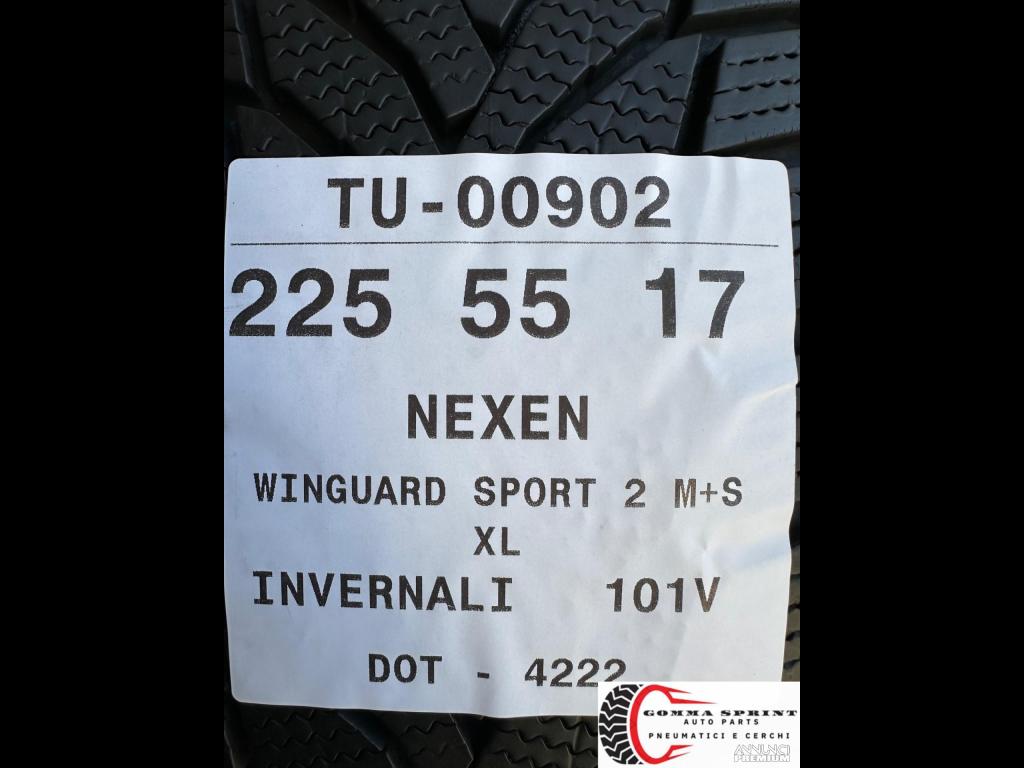 TU-00902
225 55 17
NEXEN
WINGUARD SPORT 2 M+S
XL
INVERNALI 101V
DOT - 4222
GOMMA SPRINT
AUTO PARTS
PNEUMATICI E CERCHI
ANNUNCI
PREMIUM